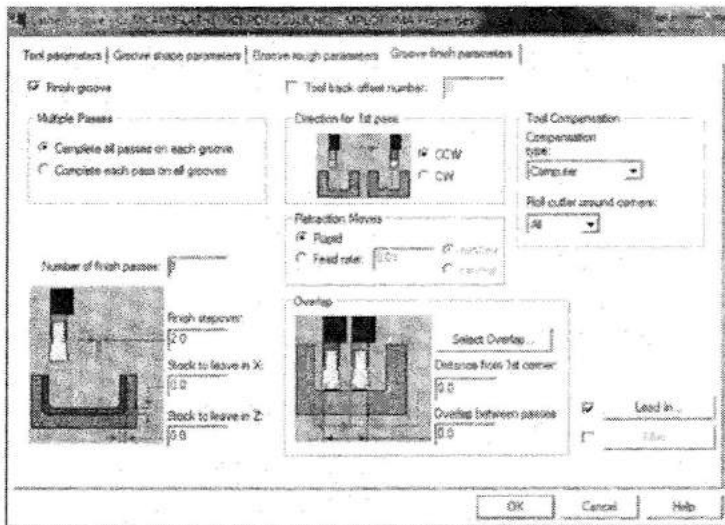 Tool parameters | Groove shape parameters | Groove rough parameters | Groove finish parameters
Finish groove
Tool back offset number:
Multiple Passes
Complete all passes on each groove
Complete each pass on all grooves
Direction for 1st pass
CCW
CW
Tool Compensation
Compensation
type:
Computer
Roll cutter around corners:
All
Retraction Moves
Rapid
Feed rate:
Number of finish passes:
Finish stepover:
2.0
Stock to leave in X:
0.0
Stock to leave in Z:
0.0
Overlap
Select Overlap...
Distance from 1st corner:
0.0
Overlap between passes
0.0
Lead in...
Filter
OK
Cancel
Help